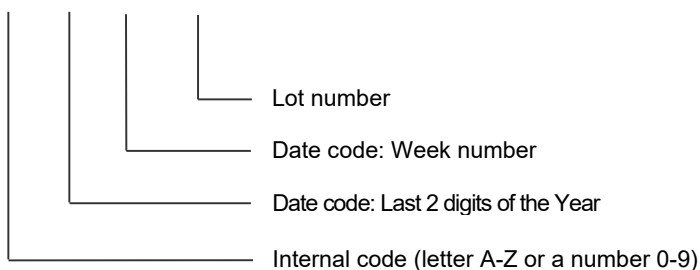 Lot number
Date code: Week number
Date code: Last 2 digits of the Year
Internal code (letter A-Z or a number 0-9)